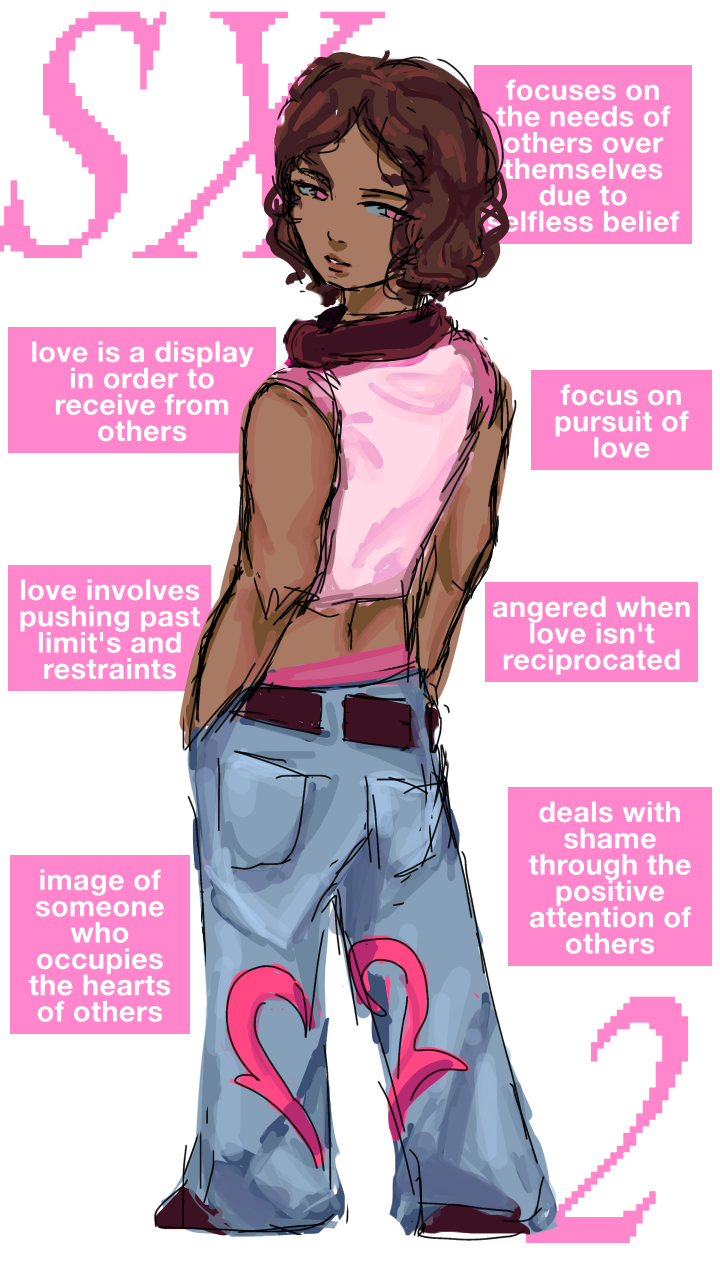 SX
focuses on
the needs of
others over
themselves
due to
selfless belief
love is a display
in order to
receive from
others
focus on
pursuit of
love
love involves
pushing past
limit's and
restraints
angered when
love isn't
reciprocated
deals with
shame
through the
positive
attention of
others
image of
someone
who
occupies
the hearts
of others
2